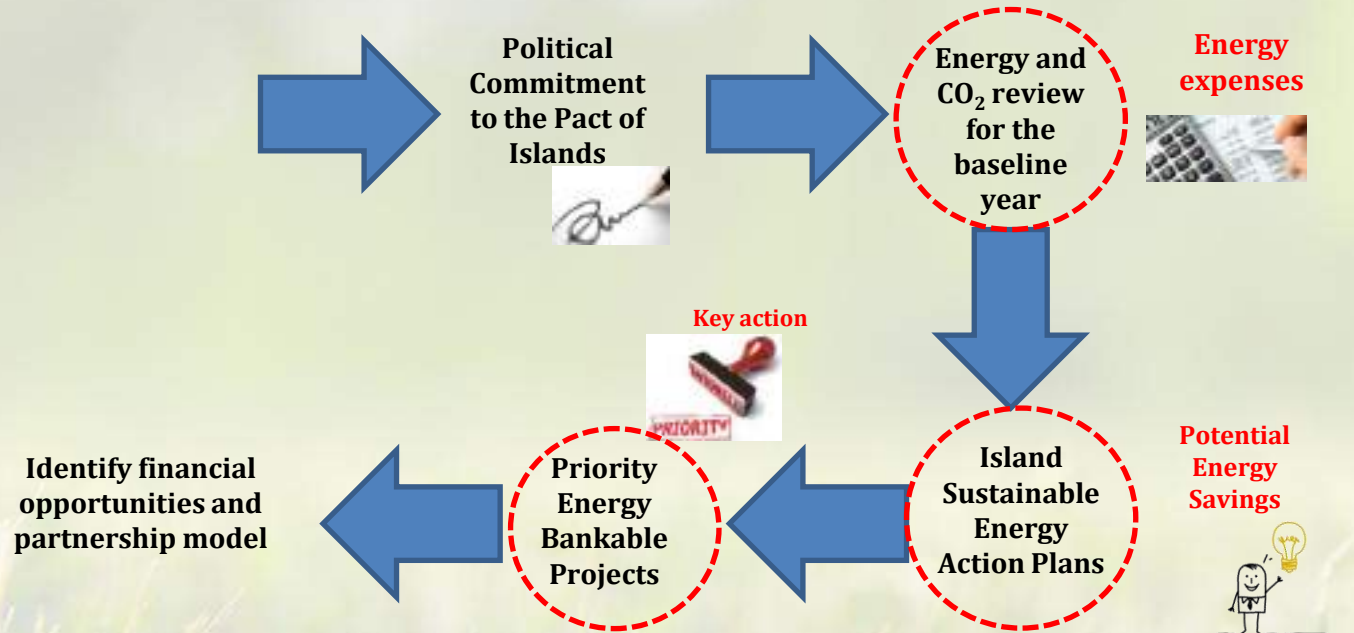 Political
Commitment
to the Pact of
Islands
Energy and
CO₂ review
for the
baseline
year
Energy
expenses
Key action
PRIORITY
Island
Sustainable
Energy
Action Plans
Potential
Energy
Savings
Priority
Energy
Bankable
Projects
Identify financial
opportunities and
partnership model